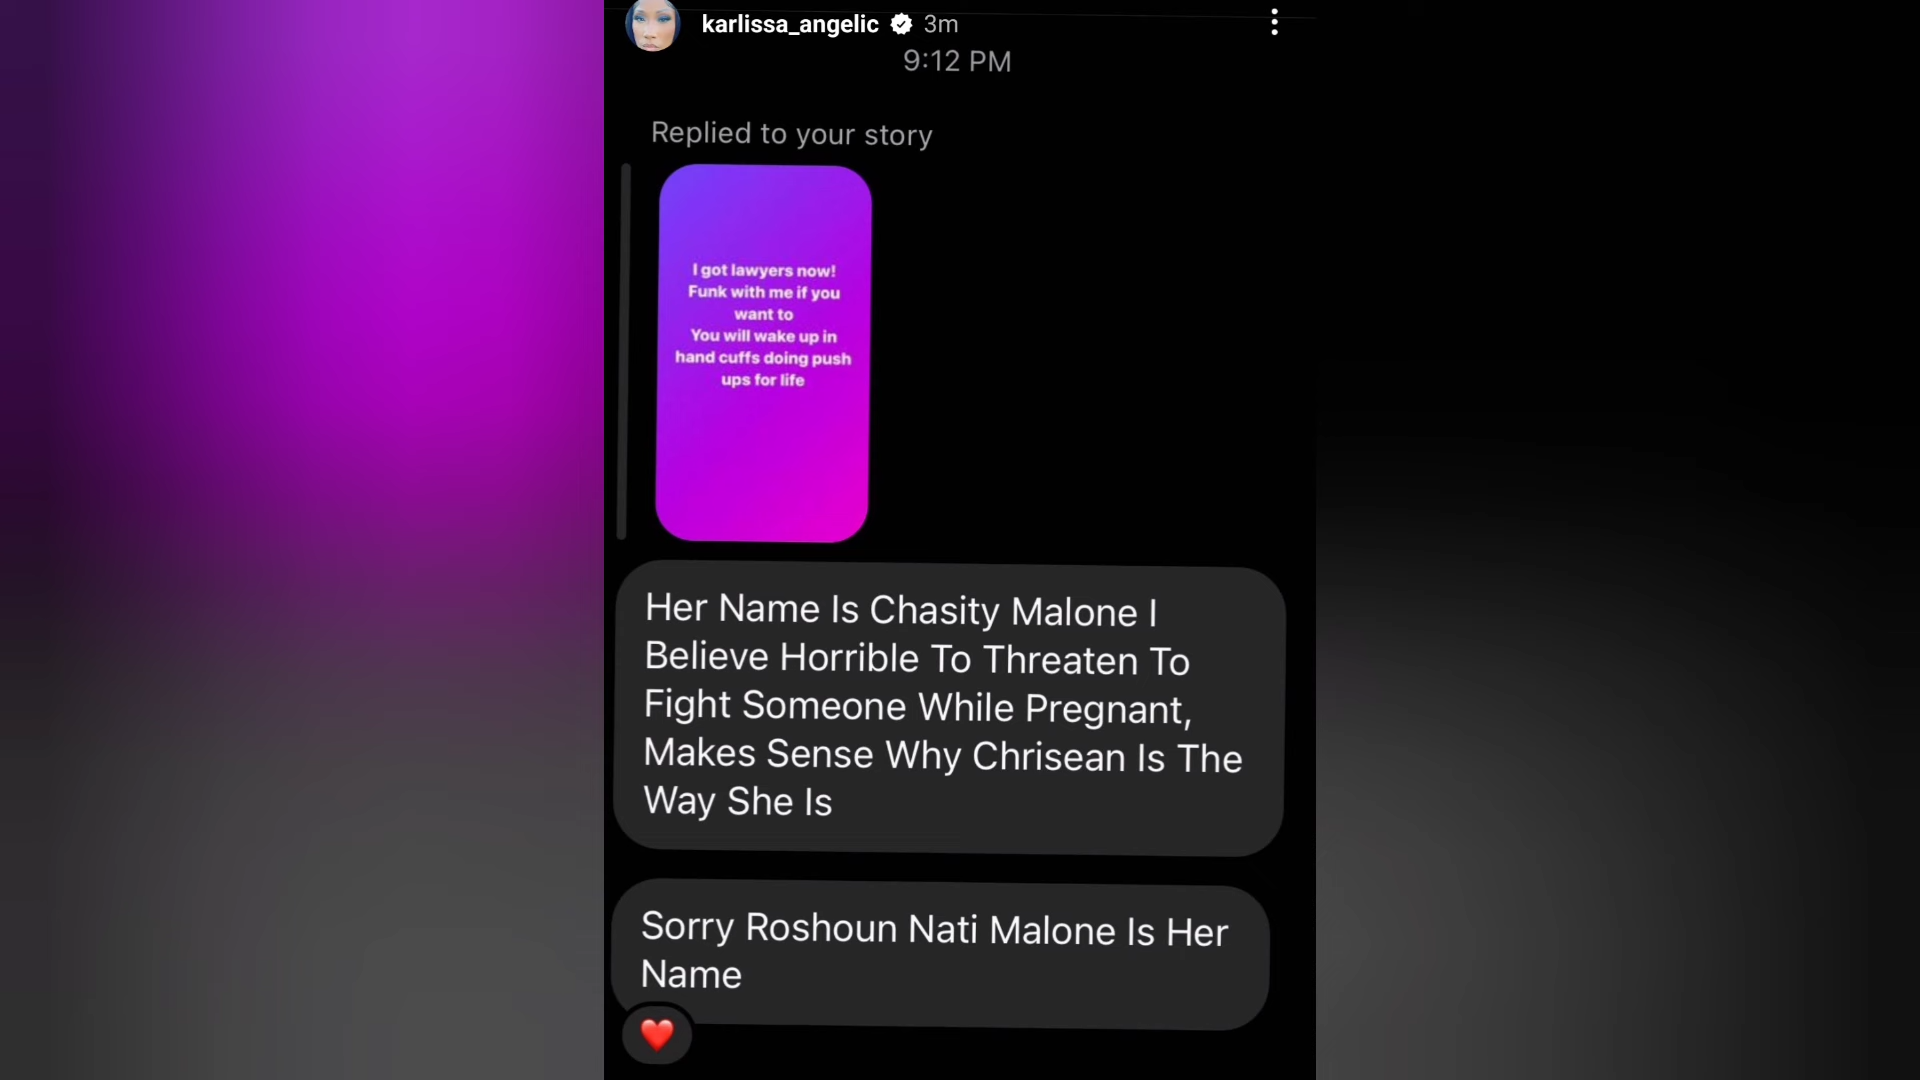 karlissa_angelic 3m
9:12 PM
Replied to your story
I got lawyers now!
Funk with me if you
want to
You will wake up in
hand cuffs doing push
ups for life
Her Name Is Chasity Malone I
Believe Horrible To Threaten To
Fight Someone While Pregnant,
Makes Sense Why Chrisean Is The
Way She Is
Sorry Roshoun Nati Malone Is Her
Name